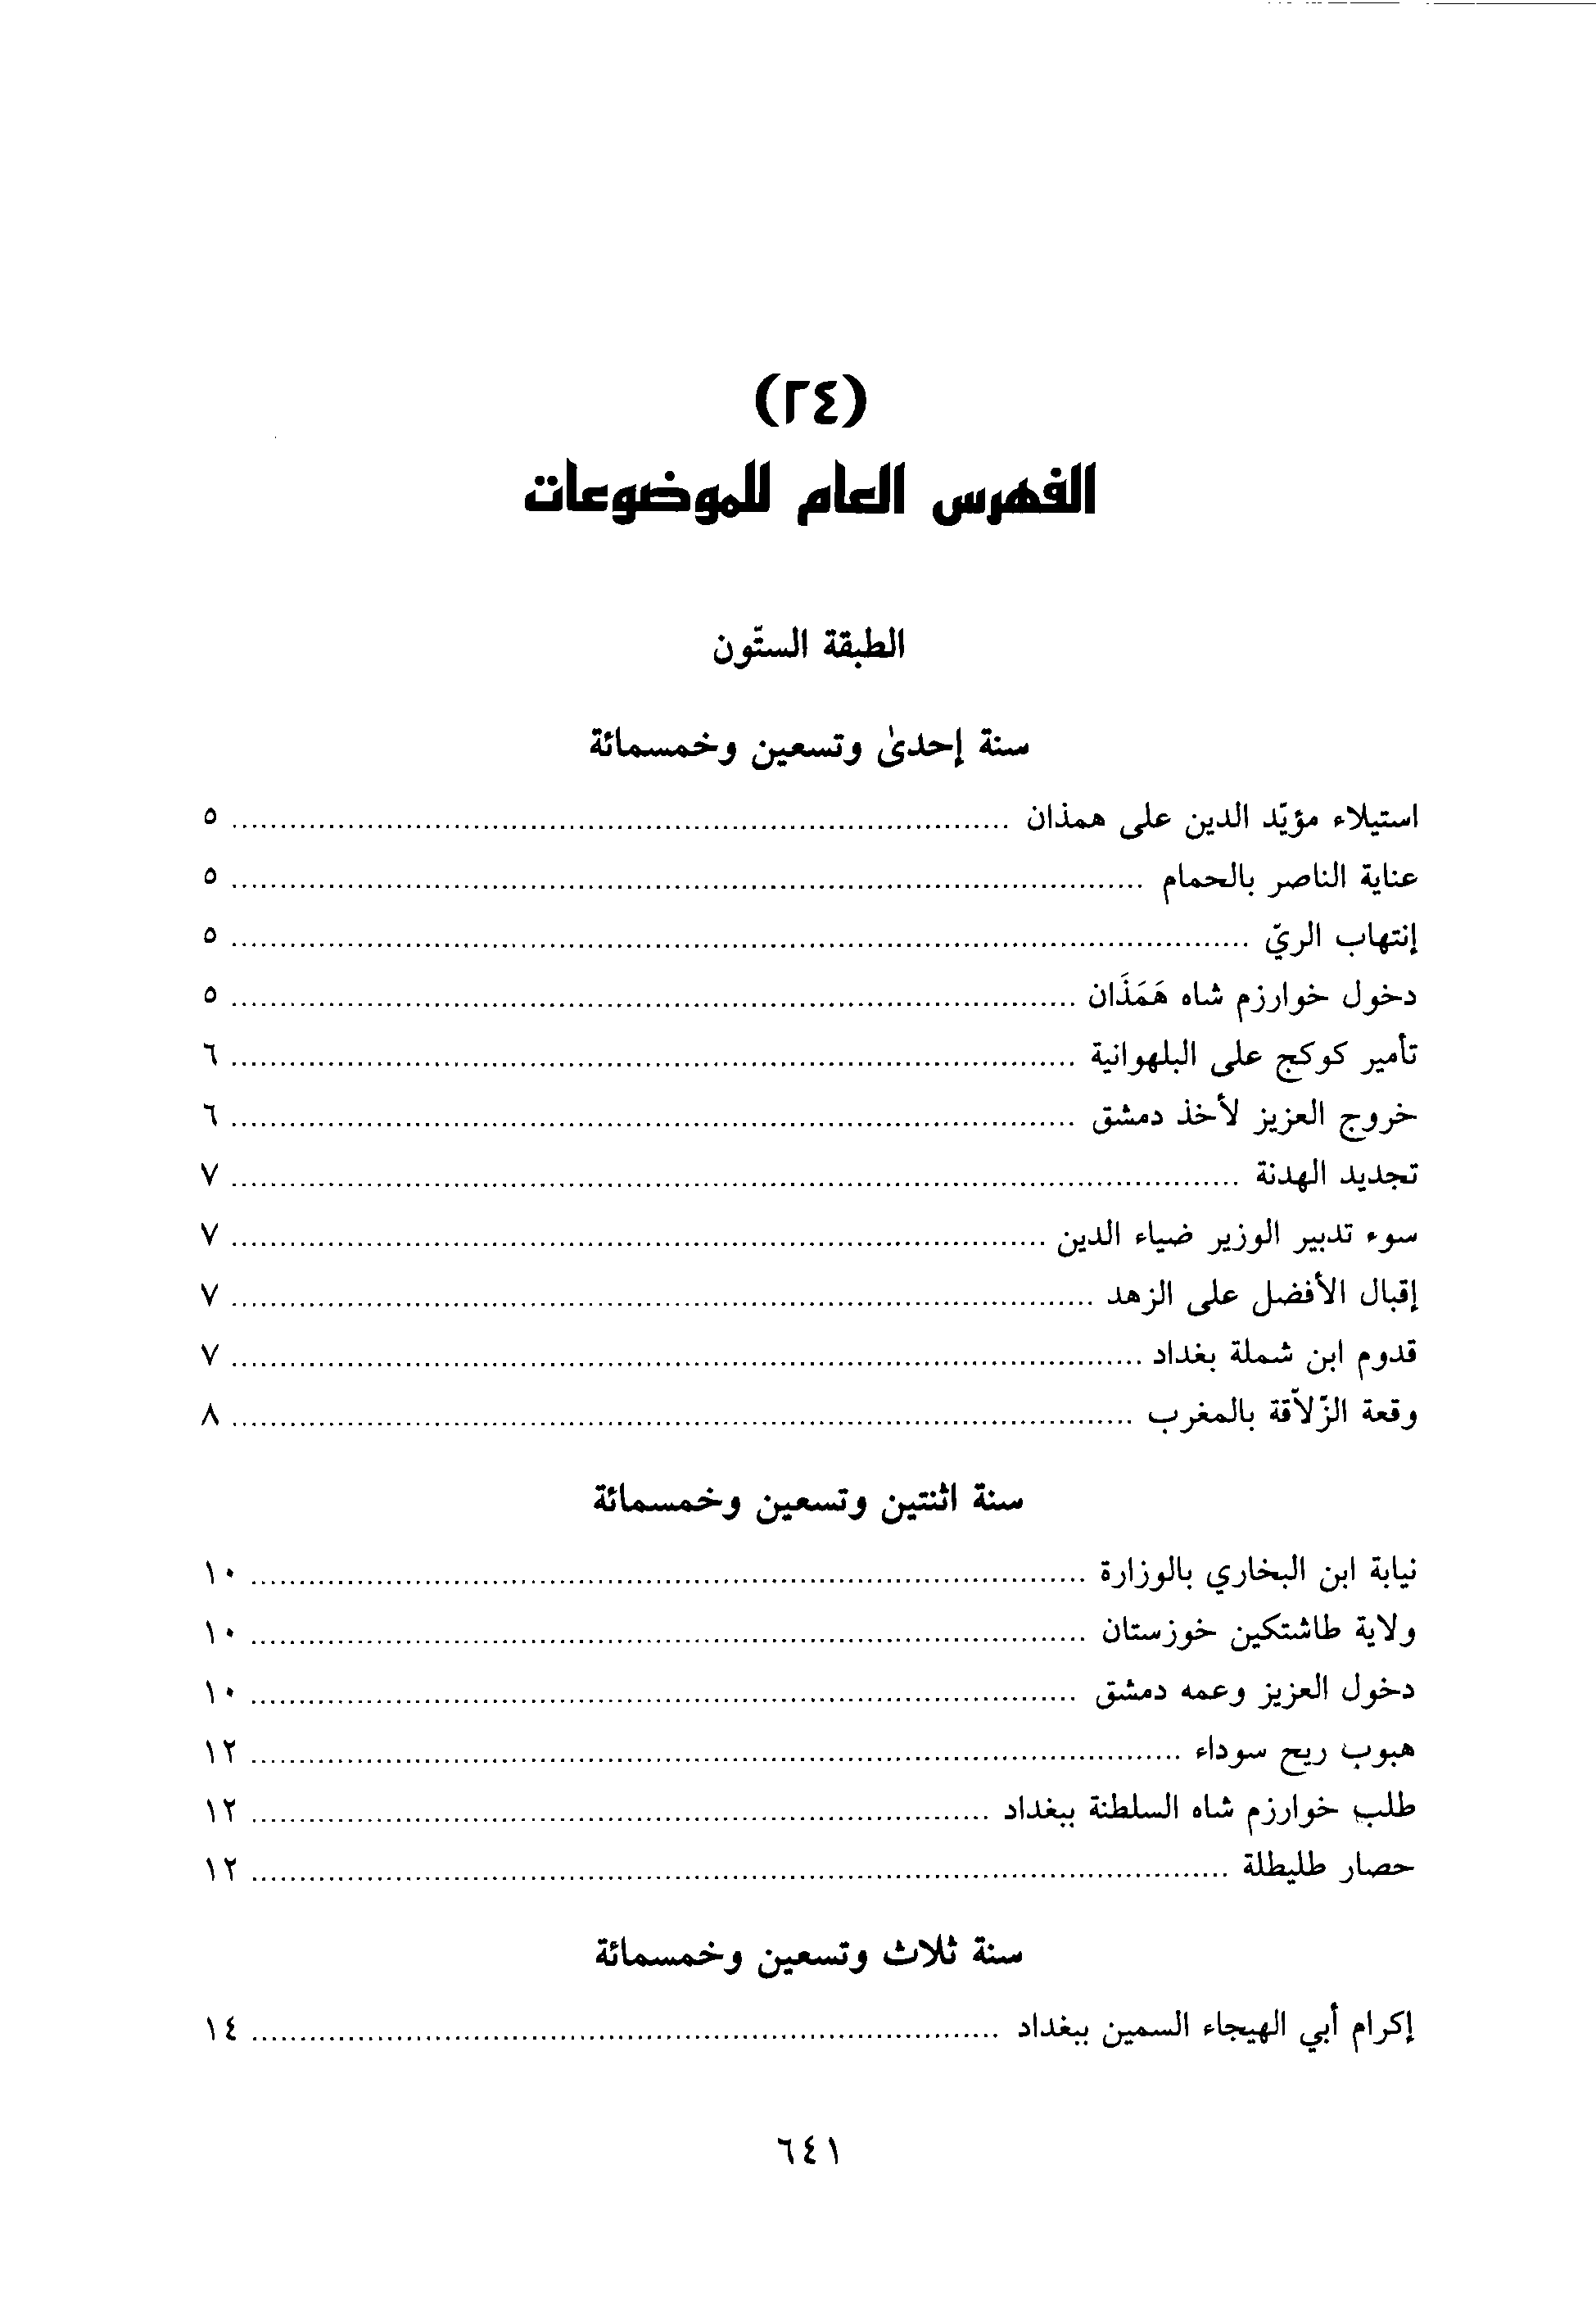 (٢٤)
الفهرس العام للموضوعات
الطبقة الستّون
سنة إحدىٰ وتسعين وخمسمائة
استيلاء مؤيّد الدين على همذان ........ ٥
عناية الناصر بالحمام ........ ٥
إنتهاب الريّ ........ ٥
دخول خوارزم شاه هَمَذَان ........ ٥
تأمير كوكج على البلهوانية ........ ٦
خروج العزيز لأخذ دمشق ........ ٦
تجديد الهدنة ........ ٧
سوء تدبير الوزير ضياء الدين ........ ٧
إقبال الأفضل على الزهد ........ ٧
قدوم ابن شملة بغداد ........ ٧
وقعة الزّلاّقة بالمغرب ........ ٨
سنة اثنتين وتسعين وخمسمائة
نيابة ابن البخاري بالوزارة ........ ١٠
ولاية طاشتكين خوزستان ........ ١٠
دخول العزيز وعمه دمشق ........ ١٠
هبوب ريح سوداء ........ ١٢
طلب خوارزم شاه السلطنة ببغداد ........ ١٢
حصار طليطلة ........ ١٢
سنة ثلاث وتسعين وخمسمائة
إكرام أبي الهيجاء السمين ببغداد ........ ١٤
٦٤١